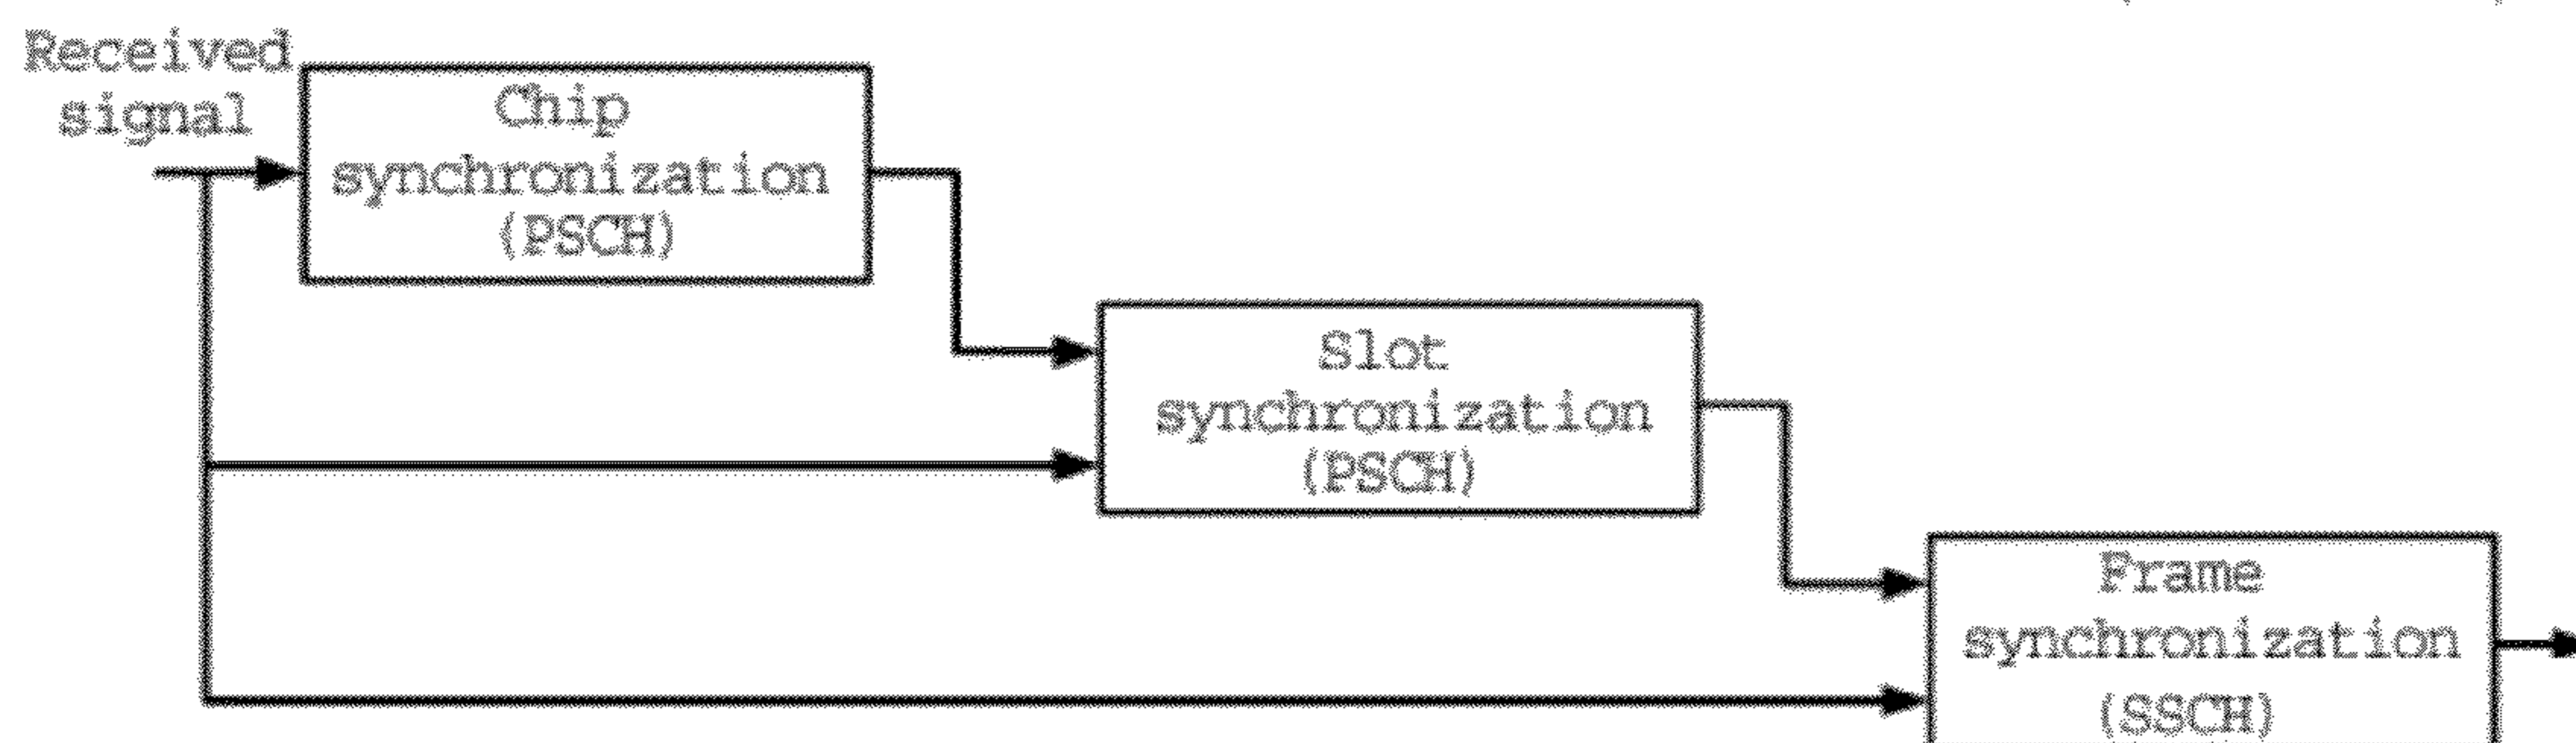 Received
signal
Chip
synchronization
(PSCH)
Slot
synchronization
(PSCH)
Frame
synchronization
(SSCH)